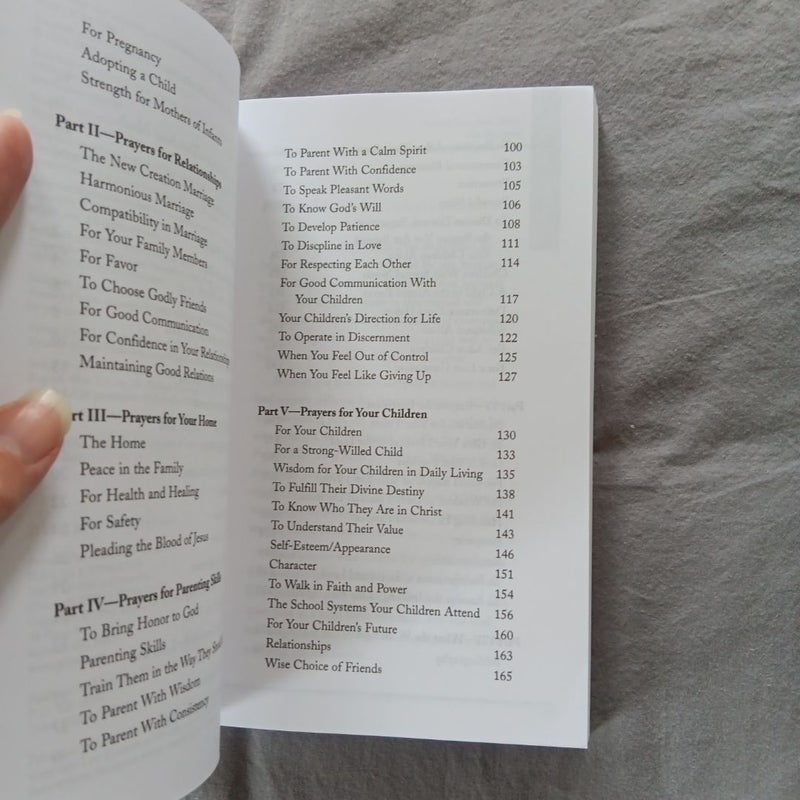 For Pregnancy
Adopting a Child
Strength for Mothers of Infants
Part II—Prayers for Relationships
The New Creation Marriage
Harmonious Marriage
Compatibility in Marriage
For Your Family Members
For Favor
To Choose Godly Friends
For Good Communication
For Confidence in Your Relationships
Maintaining Good Relations
rt III—Prayers for Your Home
The Home
Peace in the Family
For Health and Healing
For Safety
Pleading the Blood of Jesus
Part IV—Prayers for Parenting Skills
To Bring Honor to God
Parenting Skills
Train Them in the Way They
To Parent With Wisdom
To Parent With Consistency
To Parent With a Calm Spirit 100
To Parent With Confidence 103
To Speak Pleasant Words 105
To Know God's Will 106
To Develop Patience 108
To Discpline in Love 111
For Respecting Each Other 114
For Good Communication With
Your Children 117
Your Children's Direction for Life 120
To Operate in Discernment 122
When You Feel Out of Control 125
When You Feel Like Giving Up 127
Part V—Prayers for Your Children
For Your Children 130
For a Strong-Willed Child 133
Wisdom for Your Children in Daily Living 135
To Fulfill Their Divine Destiny 138
To Know Who They Are in Christ 141
To Understand Their Value 143
Self-Esteem/Appearance 146
Character 151
To Walk in Faith and Power 154
The School Systems Your Children Attend 156
For Your Children's Future 160
Relationships 163
Wise Choice of Friends 165